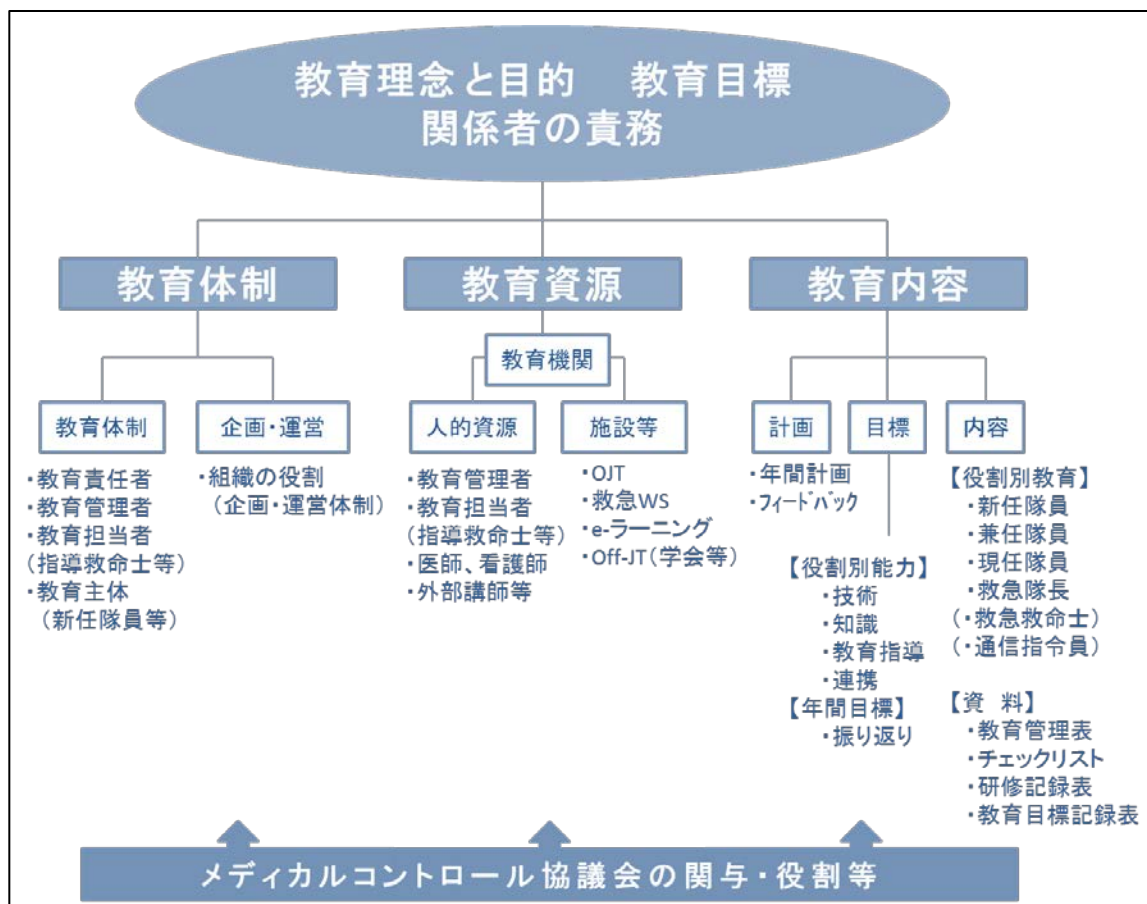 教育理念と目的　教育目標
関係者の責務
教育体制
教育資源
教育内容
教育機関
教育体制
・教育責任者
・教育管理者
・教育担当者
(指導救命士等)
・教育主体
（新任隊員等）
企画・運営
・組織の役割
（企画・運営体制）
人的資源
・教育管理者
・教育担当者
(指導救命士等)
・医師、看護師
・外部講師等
施設等
・OJT
・救急WS
・e-ラーニング
・Off-JT(学会等)
計画
・年間計画
・ﾌｨｰﾄﾞﾊﾞｯｸ
目標
【役割別能力】
・技術
・知識
・教育指導
・連携
【年間目標】
・振り返り
内容
【役割別教育】
・新任隊員
・兼任隊員
・現任隊員
・救急隊長
(・救急救命士)
(・通信指令員)
【資　料】
・教育管理表
・チェックリスト
・研修記録表
・教育目標記録表
メディカルコントロール協議会の関与・役割等